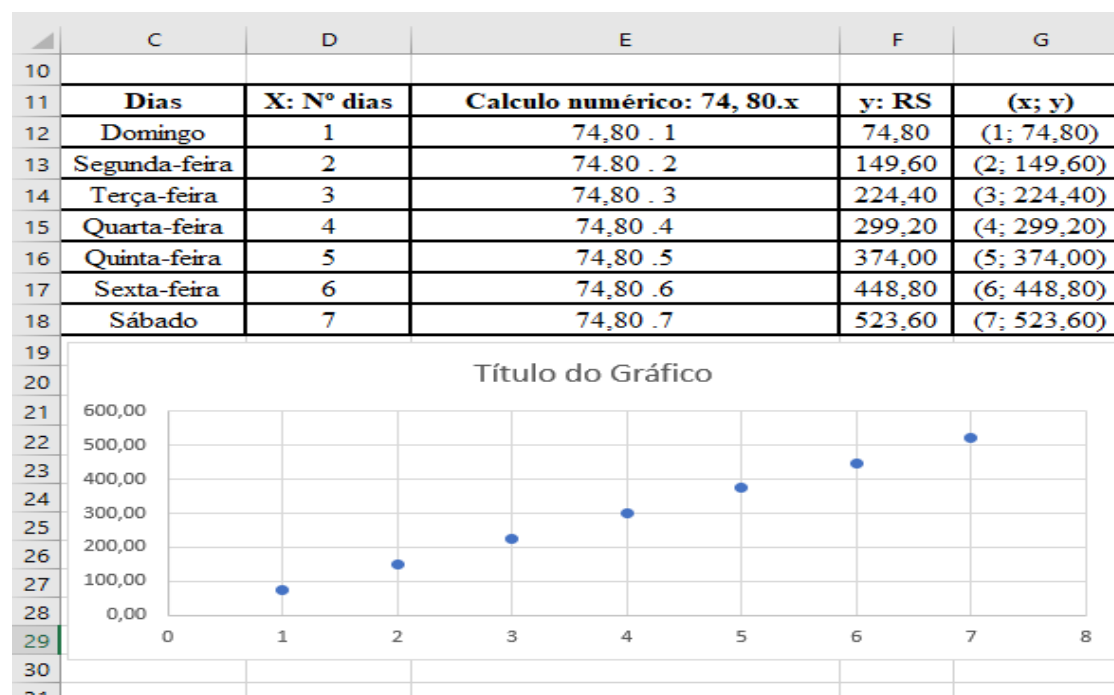 C D E F G
10
11 Dias X: Nº dias Calculo numérico: 74, 80.x y: RS (x; y)
12 Domingo 1 74,80 . 1 74,80 (1; 74,80)
13 Segunda-feira 2 74.80 . 2 149,60 (2; 149,60)
14 Terça-feira 3 74,80 . 3 224,40 (3; 224,40)
15 Quarta-feira 4 74,80 .4 299,20 (4; 299,20)
16 Quinta-feira 5 74,80 .5 374,00 (5; 374,00)
17 Sexta-feira 6 74,80 .6 448,80 (6; 448,80)
18 Sábado 7 74,80 .7 523,60 (7; 523,60)
19
20 Título do Gráfico
21 600,00
22 500,00
23 400,00
24 300,00
25 200,00
26
27 100,00
28 0,00
29 0 1 2 3 4 5 6 7 8
30